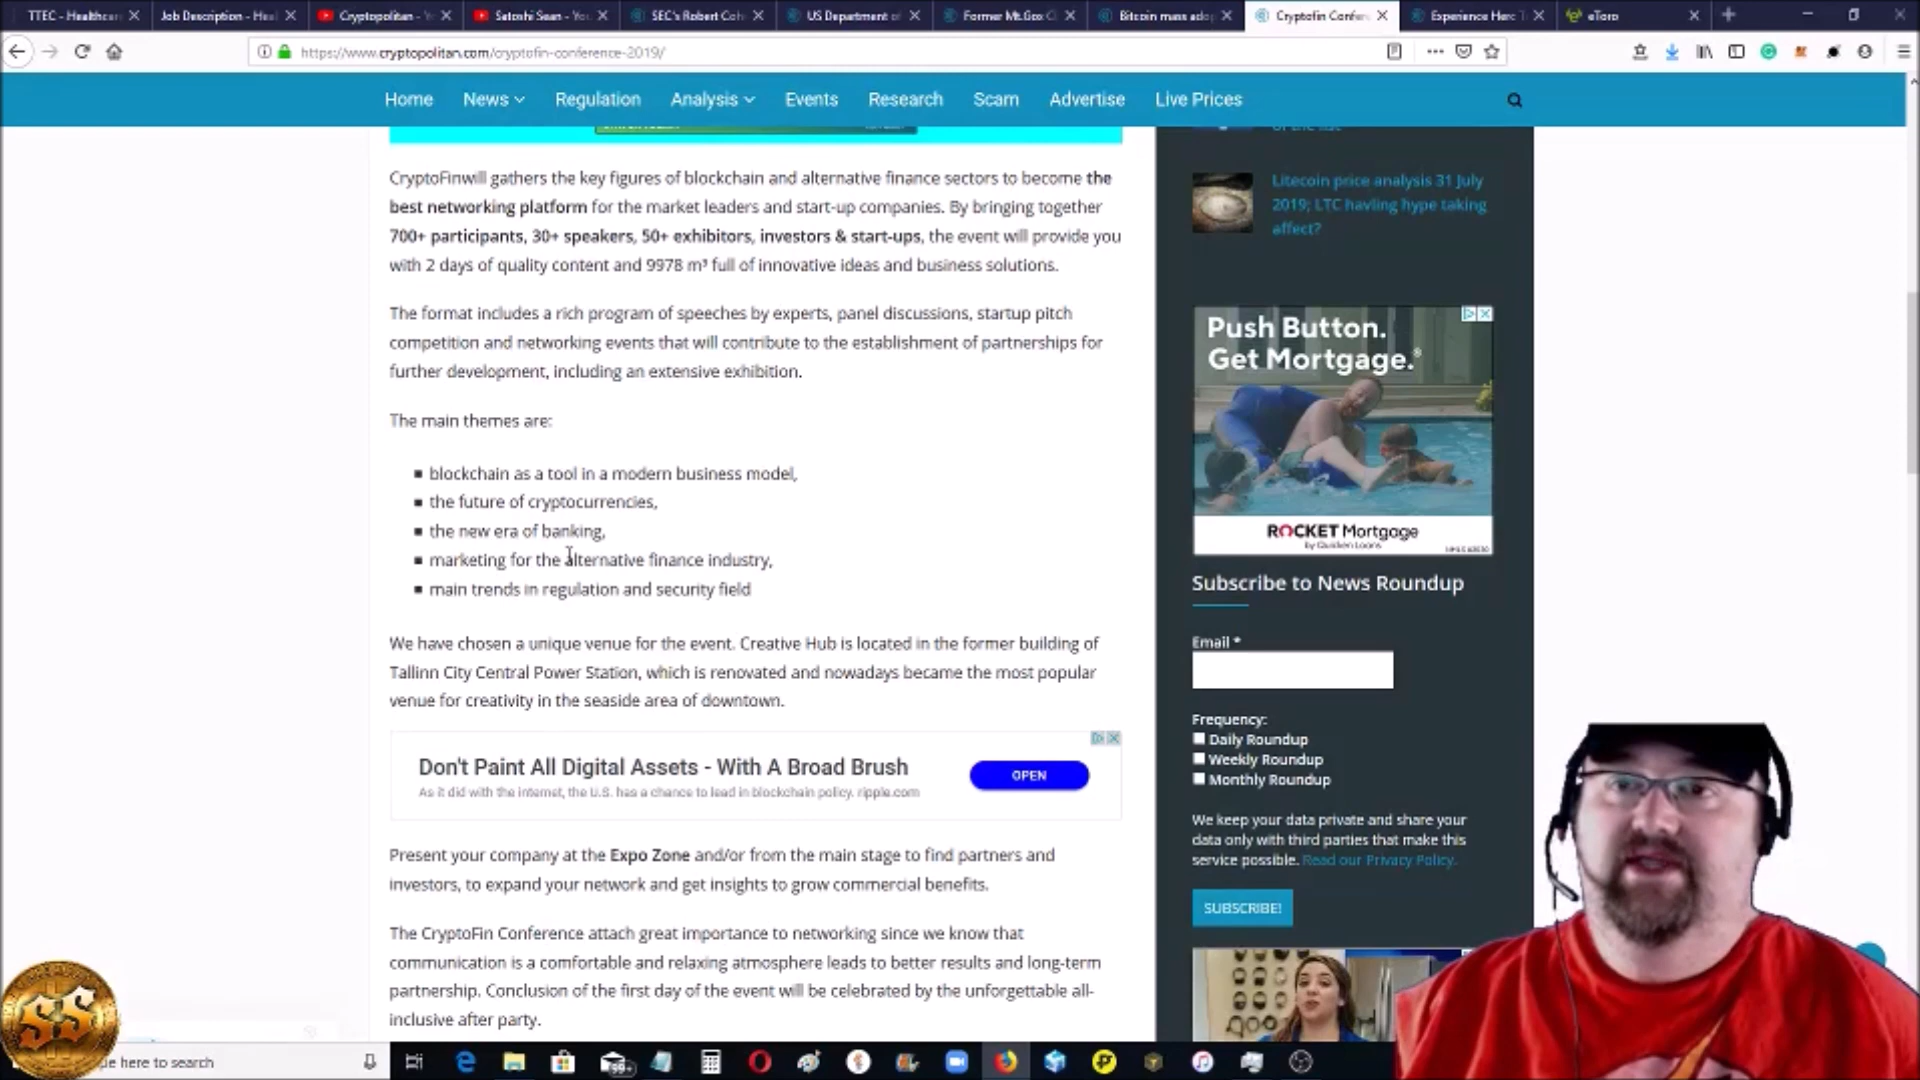 TTEC - Healthcar
Job Description - Heal
Cryptopolitan - Y
Satoshi Sean - You
SEC's Robert Coh
US Department o
Former Mt.Gox C
Bitcoin mass ado
Cryptofin Confer
Experience Herc
eToro
https://www.cryptopolitan.com/cryptofin-conference-2019/
Home News Regulation Analysis Events Research Scam Advertise Live Prices
CryptoFinwill gathers the key figures of blockchain and alternative finance sectors to become the
best networking platform for the market leaders and start-up companies. By bringing together
700+ participants, 30+ speakers, 50+ exhibitors, investors & start-ups, the event will provide you
with 2 days of quality content and 9978 m³ full of innovative ideas and business solutions.
The format includes a rich program of speeches by experts, panel discussions, startup pitch
competition and networking events that will contribute to the establishment of partnerships for
further development, including an extensive exhibition.
The main themes are:
blockchain as a tool in a modern business model,
the future of cryptocurrencies,
the new era of banking,
marketing for the alternative finance industry,
main trends in regulation and security field
We have chosen a unique venue for the event. Creative Hub is located in the former building of
Tallinn City Central Power Station, which is renovated and nowadays became the most popular
venue for creativity in the seaside area of downtown.
Don't Paint All Digital Assets - With A Broad Brush
As it did with the internet, the U.S. has a chance to lead in blockchain policy. ripple.com
OPEN
Present your company at the Expo Zone and/or from the main stage to find partners and
investors, to expand your network and get insights to grow commercial benefits.
The CryptoFin Conference attach great importance to networking since we know that
communication is a comfortable and relaxing atmosphere leads to better results and long-term
partnership. Conclusion of the first day of the event will be celebrated by the unforgettable all-
inclusive after party.
of the list
Litecoin price analysis 31 July
2019; LTC havling hype taking
affect?
Push Button.
Get Mortgage.
ROCKET Mortgage
by Quicken Loans
Subscribe to News Roundup
Email *
Frequency:
Daily Roundup
Weekly Roundup
Monthly Roundup
We keep your data private and share your
data only with third parties that make this
service possible. Read our Privacy Policy.
SUBSCRIBE!
SS
pe here to search
99+